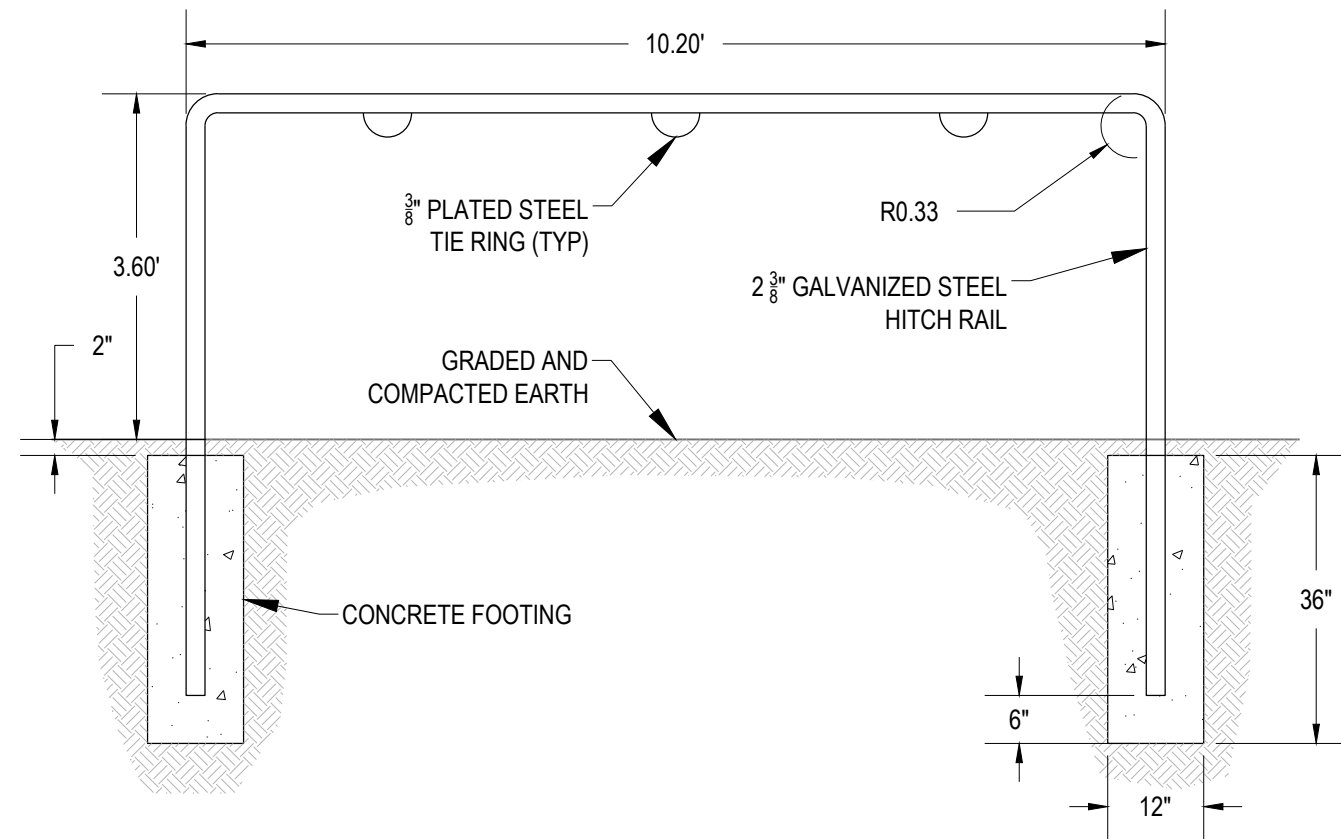 10.20'
3/8" PLATED STEEL
TIE RING (TYP)
R0.33
3.60'
2 3/8" GALVANIZED STEEL
HITCH RAIL
2"
GRADED AND
COMPACTED EARTH
CONCRETE FOOTING
36"
6"
12"